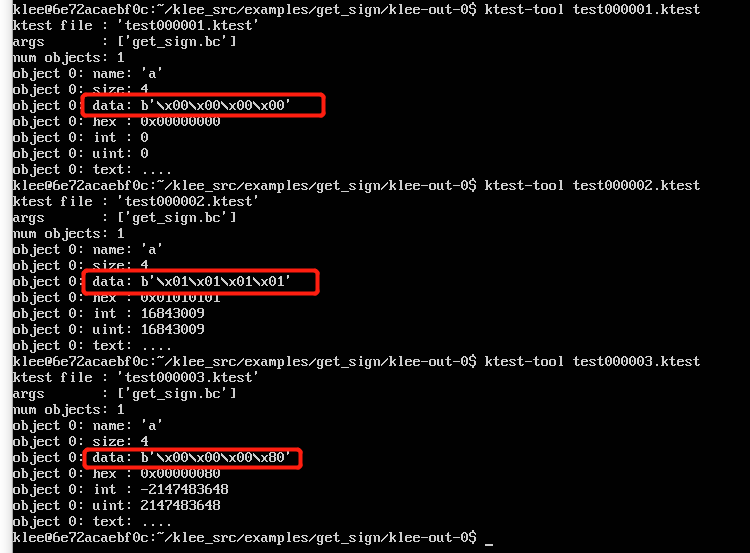 klee@6e72acaebf0c:~/klee_src/examples/get_sign/klee-out-0$ ktest-tool test000001.ktest
ktest file : 'test000001.ktest'
args       : ['get_sign.bc']
num objects: 1
object 0: name: 'a'
object 0: size: 4
object 0: data: b'\x00\x00\x00\x00'
object 0: hex : 0x00000000
object 0: int : 0
object 0: uint: 0
object 0: text: ....
klee@6e72acaebf0c:~/klee_src/examples/get_sign/klee-out-0$ ktest-tool test000002.ktest
ktest file : 'test000002.ktest'
args       : ['get_sign.bc']
num objects: 1
object 0: name: 'a'
object 0: size: 4
object 0: data: b'\x01\x01\x01\x01'
object 0: hex : 0x01010101
object 0: int : 16843009
object 0: uint: 16843009
object 0: text: ....
klee@6e72acaebf0c:~/klee_src/examples/get_sign/klee-out-0$ ktest-tool test000003.ktest
ktest file : 'test000003.ktest'
args       : ['get_sign.bc']
num objects: 1
object 0: name: 'a'
object 0: size: 4
object 0: data: b'\x00\x00\x00\x80'
object 0: hex : 0x00000080
object 0: int : -2147483648
object 0: uint: 2147483648
object 0: text: ....
klee@6e72acaebf0c:~/klee_src/examples/get_sign/klee-out-0$ _